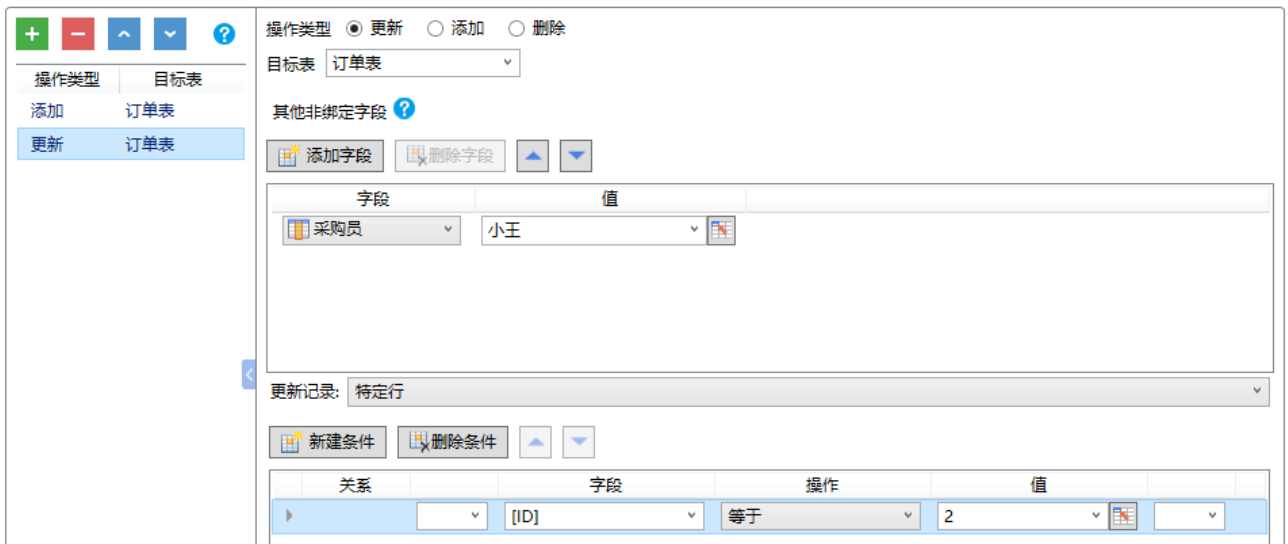 操作类型 更新 添加 删除
目标表 订单表
操作类型 目标表
添加 订单表
更新 订单表
其他非绑定字段
添加字段 删除字段
字段 值
采购员 小王
更新记录: 特定行
新建条件 删除条件
关系 字段 操作 值
[ID] 等于 2